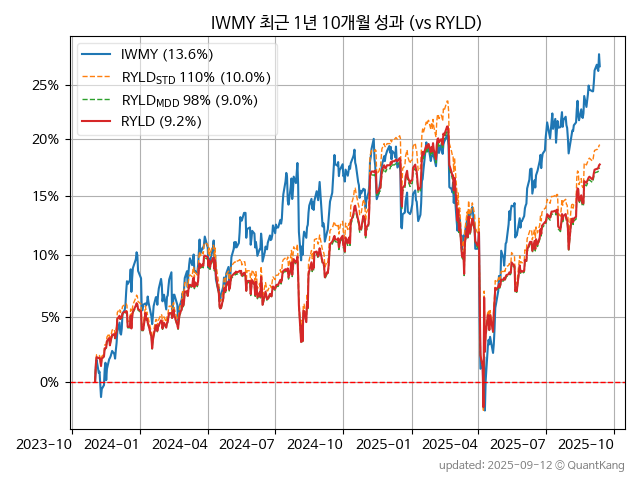 IWMY 최근 1년 10개월 성과 (vs RYLD)
IWMY (13.6%)
RYLD_STD 110% (10.0%)
RYLD_MDD 98% (9.0%)
RYLD (9.2%)
25%
20%
15%
10%
5%
0%
2023-10 2024-01 2024-04 2024-07 2024-10 2025-01 2025-04 2025-07 2025-10
updated: 2025-09-12 © QuantKang